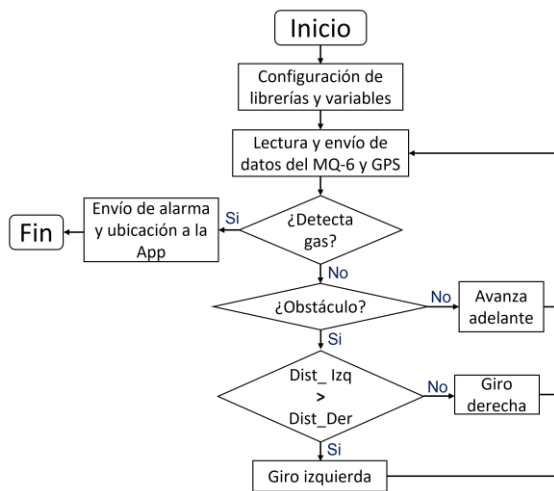 Inicio
Configuración de
librerías y variables
Lectura y envío de
datos del MQ-6 y GPS
Fin
Envío de alarma
y ubicación a la
App
Si
¿Detecta
gas?
No
¿Obstáculo?
No
Avanza
adelante
Si
Dist_ Izq
>
Dist_Der
No
Giro
derecha
Si
Giro izquierda